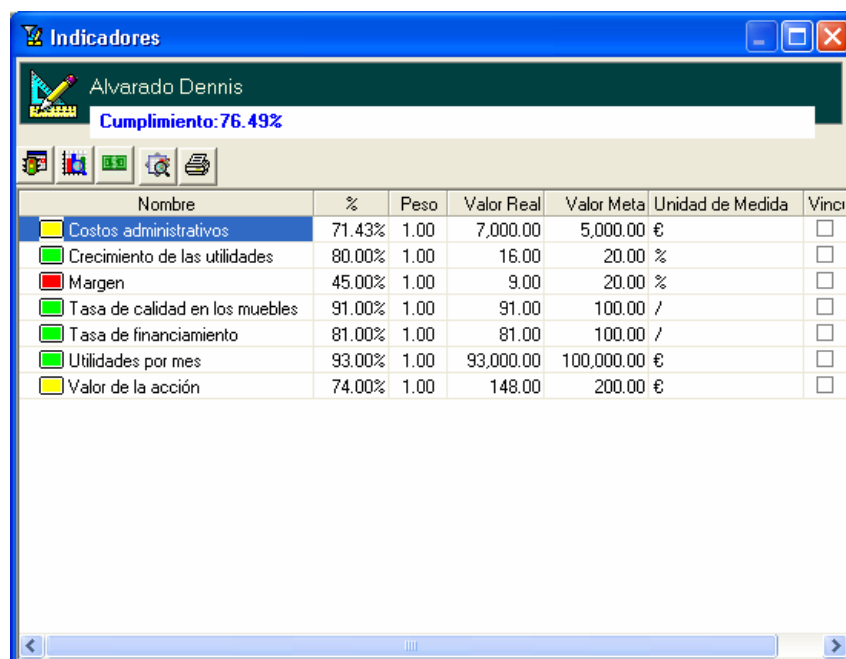 Indicadores
Alvarado Dennis
Cumplimiento:76.49%
Nombre % Peso Valor Real Valor Meta Unidad de Medida Vincu
Costos administrativos 71.43% 1.00 7,000.00 5,000.00 €
Crecimiento de las utilidades 80.00% 1.00 16.00 20.00 %
Margen 45.00% 1.00 9.00 20.00 %
Tasa de calidad en los muebles 91.00% 1.00 91.00 100.00 /
Tasa de financiamiento 81.00% 1.00 81.00 100.00 /
Utilidades por mes 93.00% 1.00 93,000.00 100,000.00 €
Valor de la acción 74.00% 1.00 148.00 200.00 €